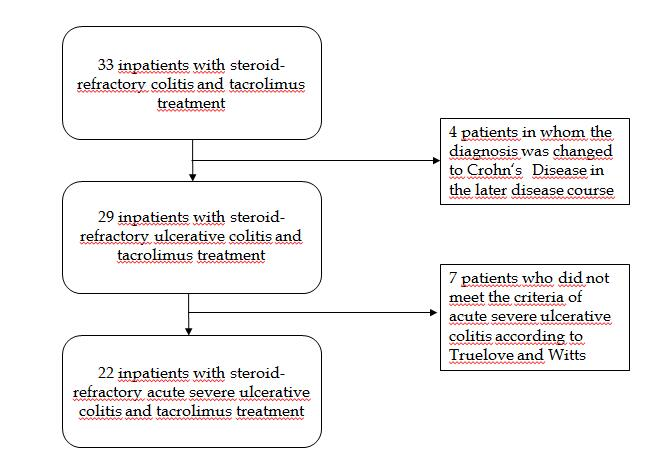 33 inpatients with steroid-
refractory colitis and tacrolimus
treatment
4 patients in whom the
diagnosis was changed
to Crohn‘s Disease in
the later disease course
29 inpatients with steroid-
refractory ulcerative colitis and
tacrolimus treatment
7 patients who did not
meet the criteria of
acute severe ulcerative
colitis according to
Truelove and Witts
22 inpatients with steroid-
refractory acute severe ulcerative
colitis and tacrolimus treatment